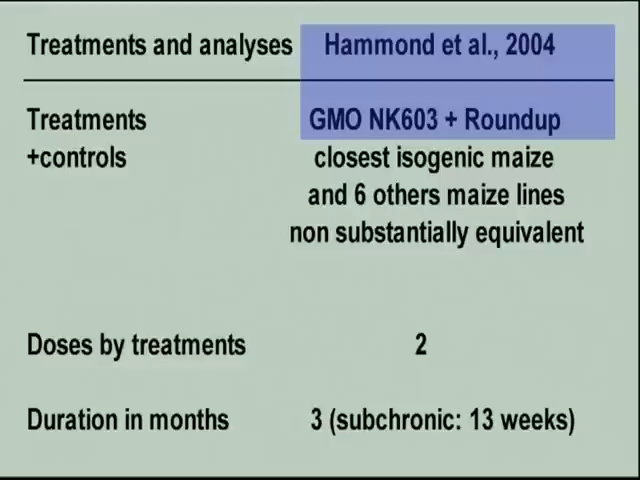 Treatments and analyses Hammond et al., 2004
Treatments GMO NK603 + Roundup
+controls closest isogenic maize
and 6 others maize lines
non substantially equivalent
Doses by treatments 2
Duration in months 3 (subchronic: 13 weeks)